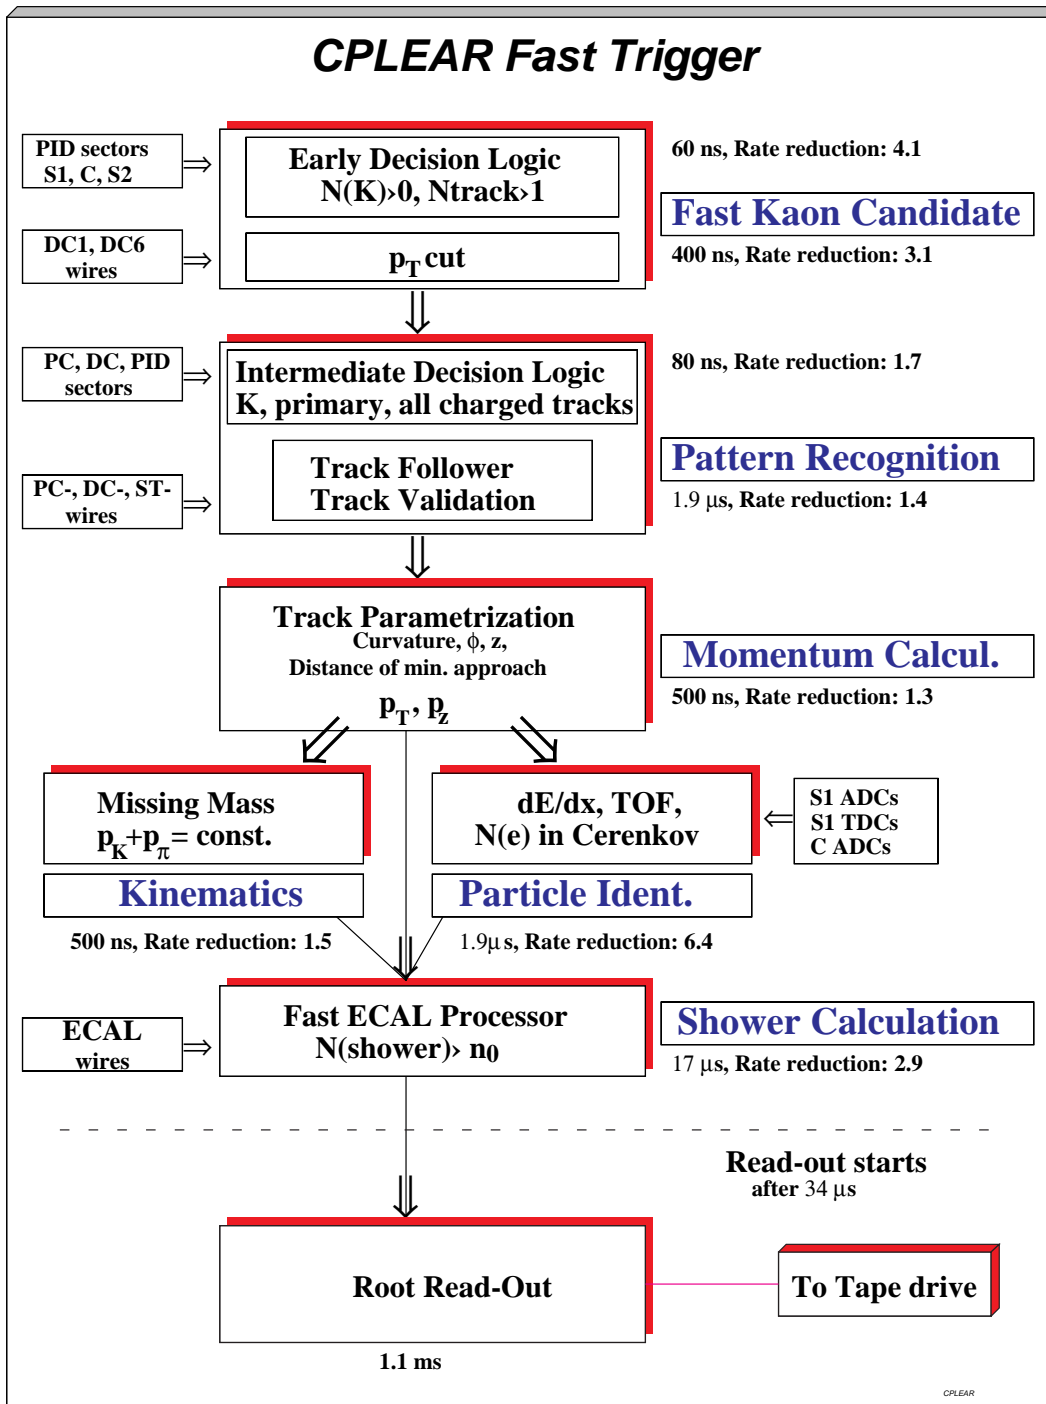 CPLEAR Fast Trigger
PID sectors
S1, C, S2
⇒
Early Decision Logic
N(K)›0, Ntrack›1
60 ns, Rate reduction: 4.1
Fast Kaon Candidate
DC1, DC6
wires
⇒
pT cut
400 ns, Rate reduction: 3.1
PC, DC, PID
sectors
⇒
Intermediate Decision Logic
K, primary, all charged tracks
80 ns, Rate reduction: 1.7
Pattern Recognition
PC-, DC-, ST-
wires
⇒
Track Follower
Track Validation
1.9 μs, Rate reduction: 1.4
Track Parametrization
Curvature, ϕ, z,
Distance of min. approach
pT, pz
Momentum Calcul.
500 ns, Rate reduction: 1.3
Missing Mass
pK+pπ= const.
Kinematics
500 ns, Rate reduction: 1.5
dE/dx, TOF,
N(e) in Cerenkov
⇐
S1 ADCs
S1 TDCs
C ADCs
Particle Ident.
1.9μs, Rate reduction: 6.4
ECAL
wires
⇒
Fast ECAL Processor
N(shower)› n0
Shower Calculation
17 μs, Rate reduction: 2.9
Read-out starts
after 34 μs
Root Read-Out
To Tape drive
1.1 ms
CPLEAR